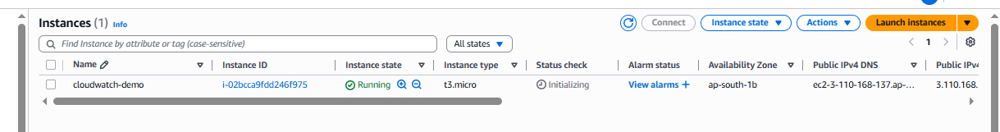 Instances (1) Info Connect Instance state Actions Launch instances
Find Instance by attribute or tag (case-sensitive) All states 1
Name Instance ID Instance state Instance type Status check Alarm status Availability Zone Public IPv4 DNS Public IPv4
cloudwatch-demo i-02bcca9fdd246f975 Running t3.micro Initializing View alarms + ap-south-1b ec2-3-110-168-137.ap-... 3.110.168.